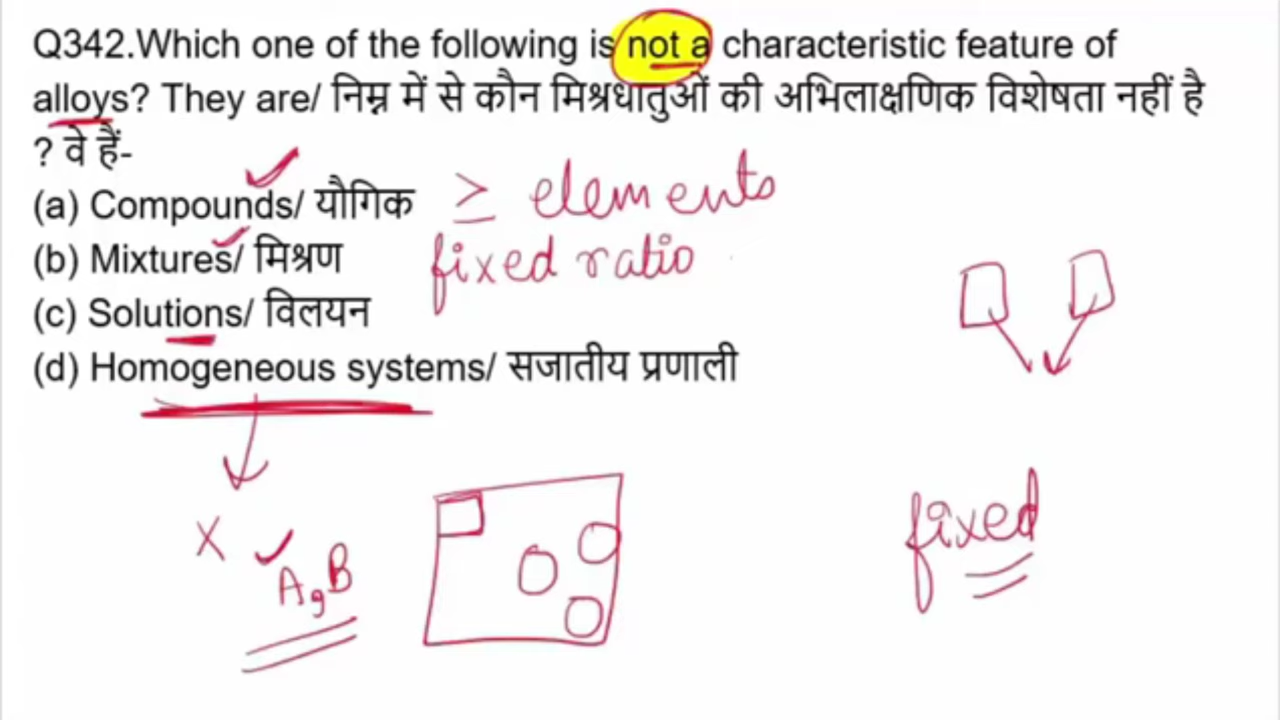 Q342.Which one of the following is not a characteristic feature of
alloys? They are/ निम्न में से कौन मिश्रधातुओं की अभिलाक्षणिक विशेषता नहीं है
? वे हैं-
(a) Compounds/ यौगिक
≥ elements
(b) Mixtures/ मिश्रण
fixed ratio
(c) Solutions/ विलयन
(d) Homogeneous systems/ सजातीय प्रणाली
X
AgB
fixed